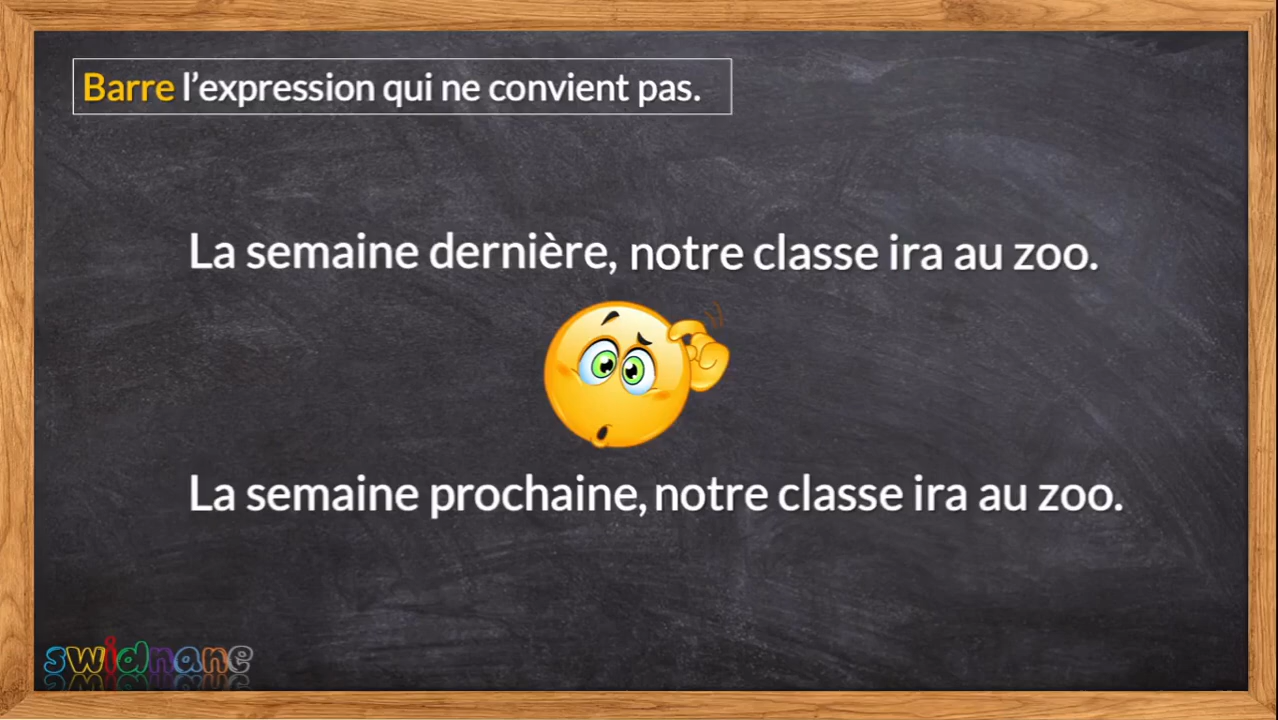 Barre l’expression qui ne convient pas.
La semaine dernière, notre classe ira au zoo.
La semaine prochaine, notre classe ira au zoo.
swidnane